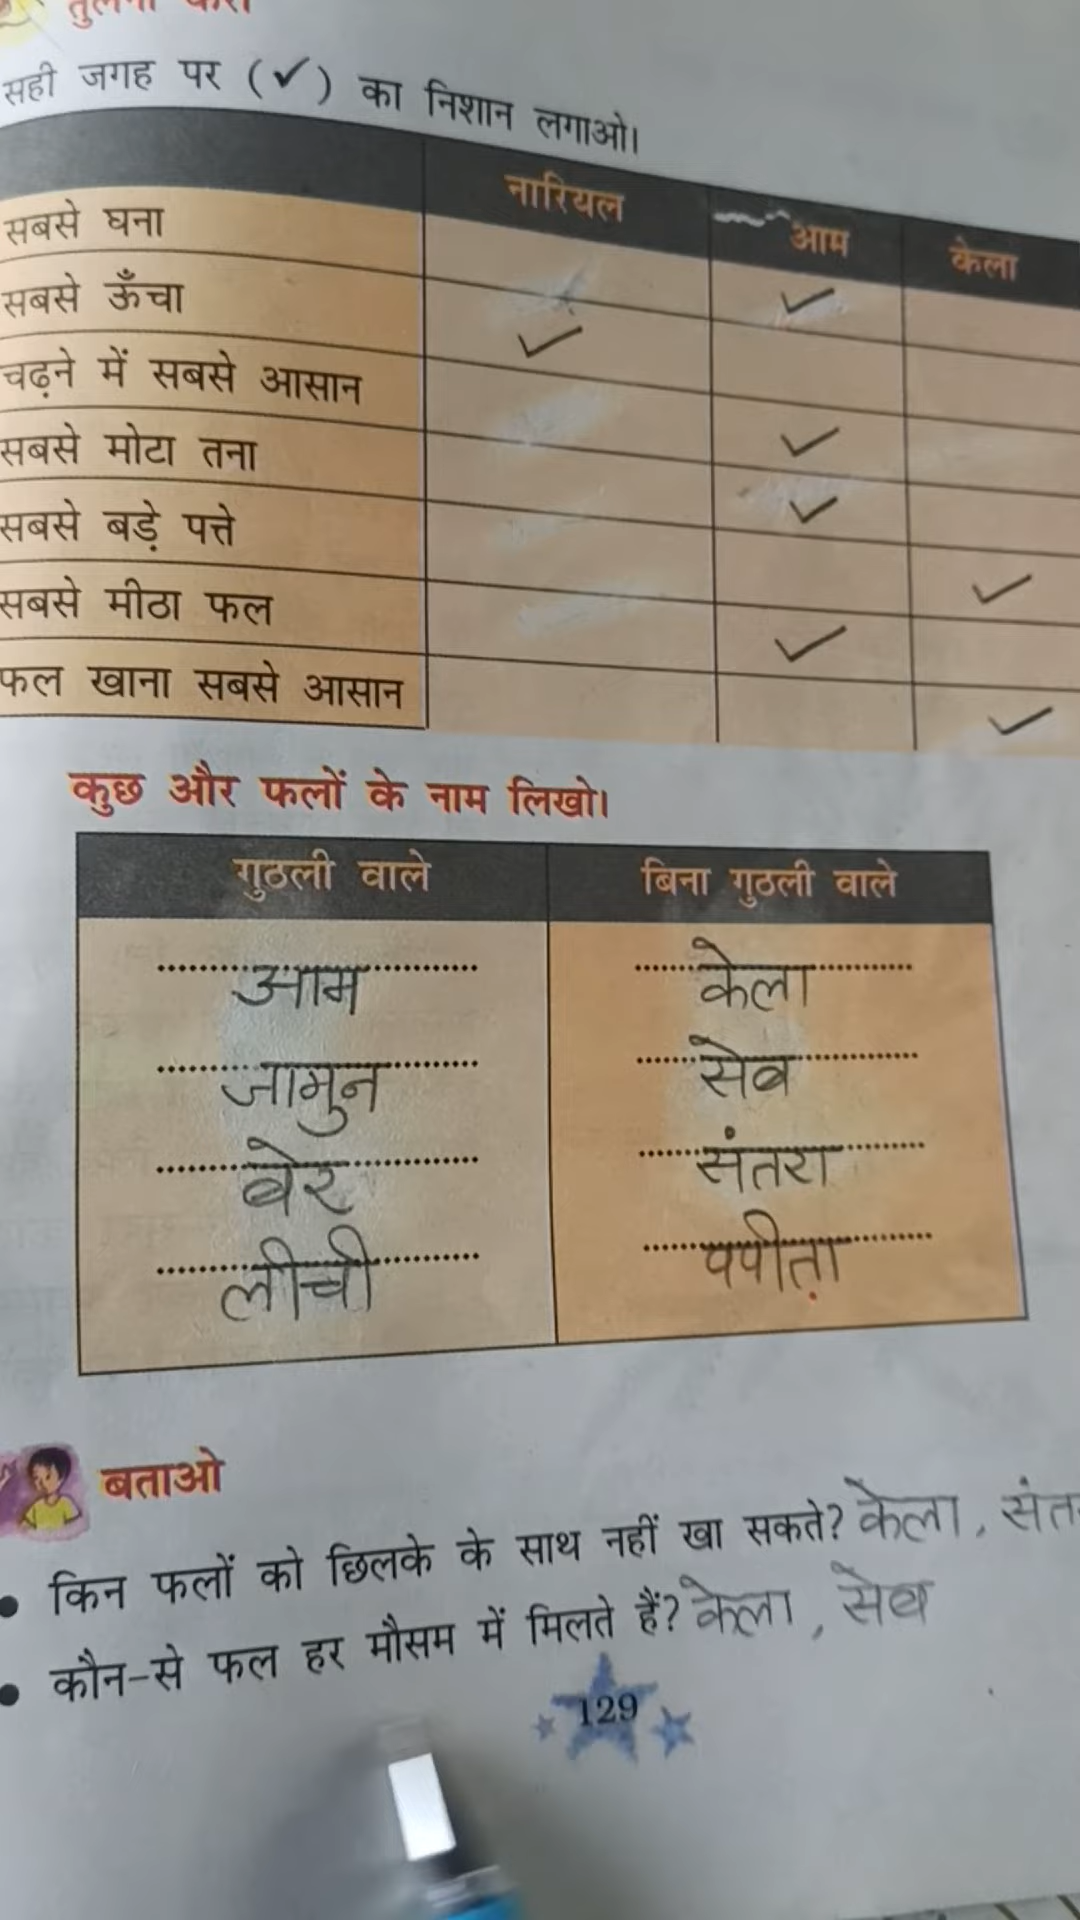 तुलना करो
सही जगह पर (✓) का निशान लगाओ।
नारियल आम केला
सबसे घना ✓
सबसे ऊँचा ✓
चढ़ने में सबसे आसान ✓
सबसे मोटा तना ✓
सबसे बड़े पत्ते ✓
सबसे मीठा फल ✓
फल खाना सबसे आसान ✓
कुछ और फलों के नाम लिखो।
गुठली वाले बिना गुठली वाले
आम केला
जामुन सेब
बेर संतरा
लीची पपीता
बताओ
• किन फलों को छिलके के साथ नहीं खा सकते? केला,
• कौन-से फल हर मौसम में मिलते हैं? केला, सेब
129